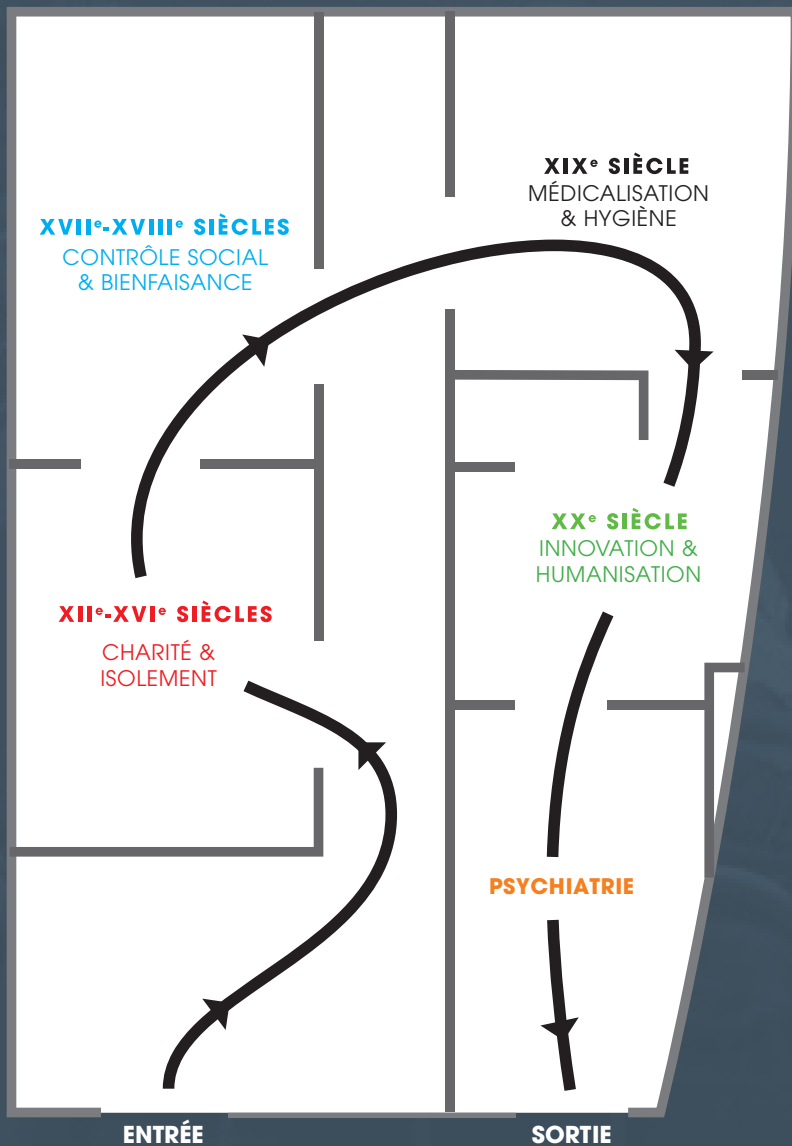 XIXᵉ SIÈCLE
MÉDICALISATION
& HYGIÈNE
XVIIᵉ-XVIIIᵉ SIÈCLES
CONTRÔLE SOCIAL
& BIENFAISANCE
XXᵉ SIÈCLE
INNOVATION &
HUMANISATION
XIIᵉ-XVIᵉ SIÈCLES
CHARITÉ &
ISOLEMENT
PSYCHIATRIE
ENTRÉE
SORTIE